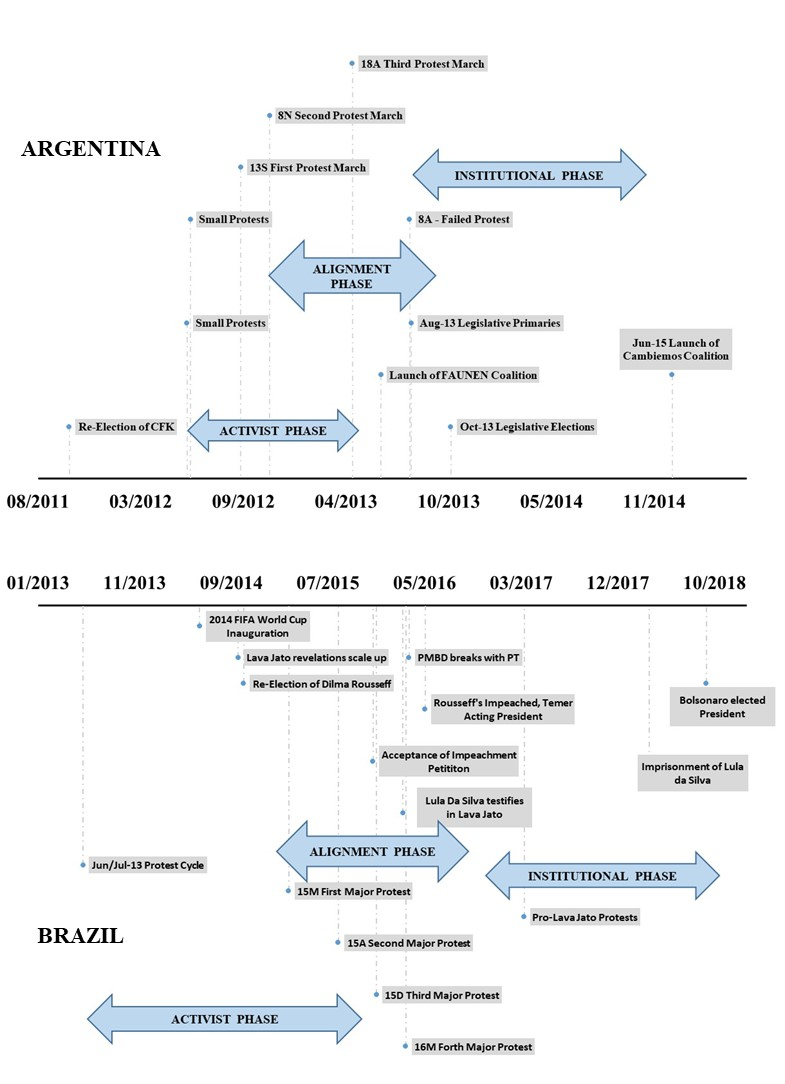 18A Third Protest March
8N Second Protest March
ARGENTINA
13S First Protest March
INSTITUTIONAL PHASE
Small Protests
8A - Failed Protest
ALIGNMENT
PHASE
Small Protests
Aug-13 Legislative Primaries
Jun-15 Launch of
Cambiemos Coalition
Launch of FAUNEN Coalition
Re-Election of CFK
ACTIVIST PHASE
Oct-13 Legislative Elections
08/2011 03/2012 09/2012 04/2013 10/2013 05/2014 11/2014
01/2013 11/2013 09/2014 07/2015 05/2016 03/2017 12/2017 10/2018
2014 FIFA World Cup
Inauguration
Lava Jato revelations scale up
PMBD breaks with PT
Re-Election of Dilma Rousseff
Rousseff's Impeached, Temer
Acting President
Bolsonaro elected
President
Acceptance of Impeachment
Petititon
Imprisonment of Lula
da Silva
Lula Da Silva testifies
in Lava Jato
ALIGNMENT PHASE
Jun/Jul-13 Protest Cycle
INSTITUTIONAL PHASE
15M First Major Protest
Pro-Lava Jato Protests
BRAZIL
15A Second Major Protest
15D Third Major Protest
ACTIVIST PHASE
16M Forth Major Protest